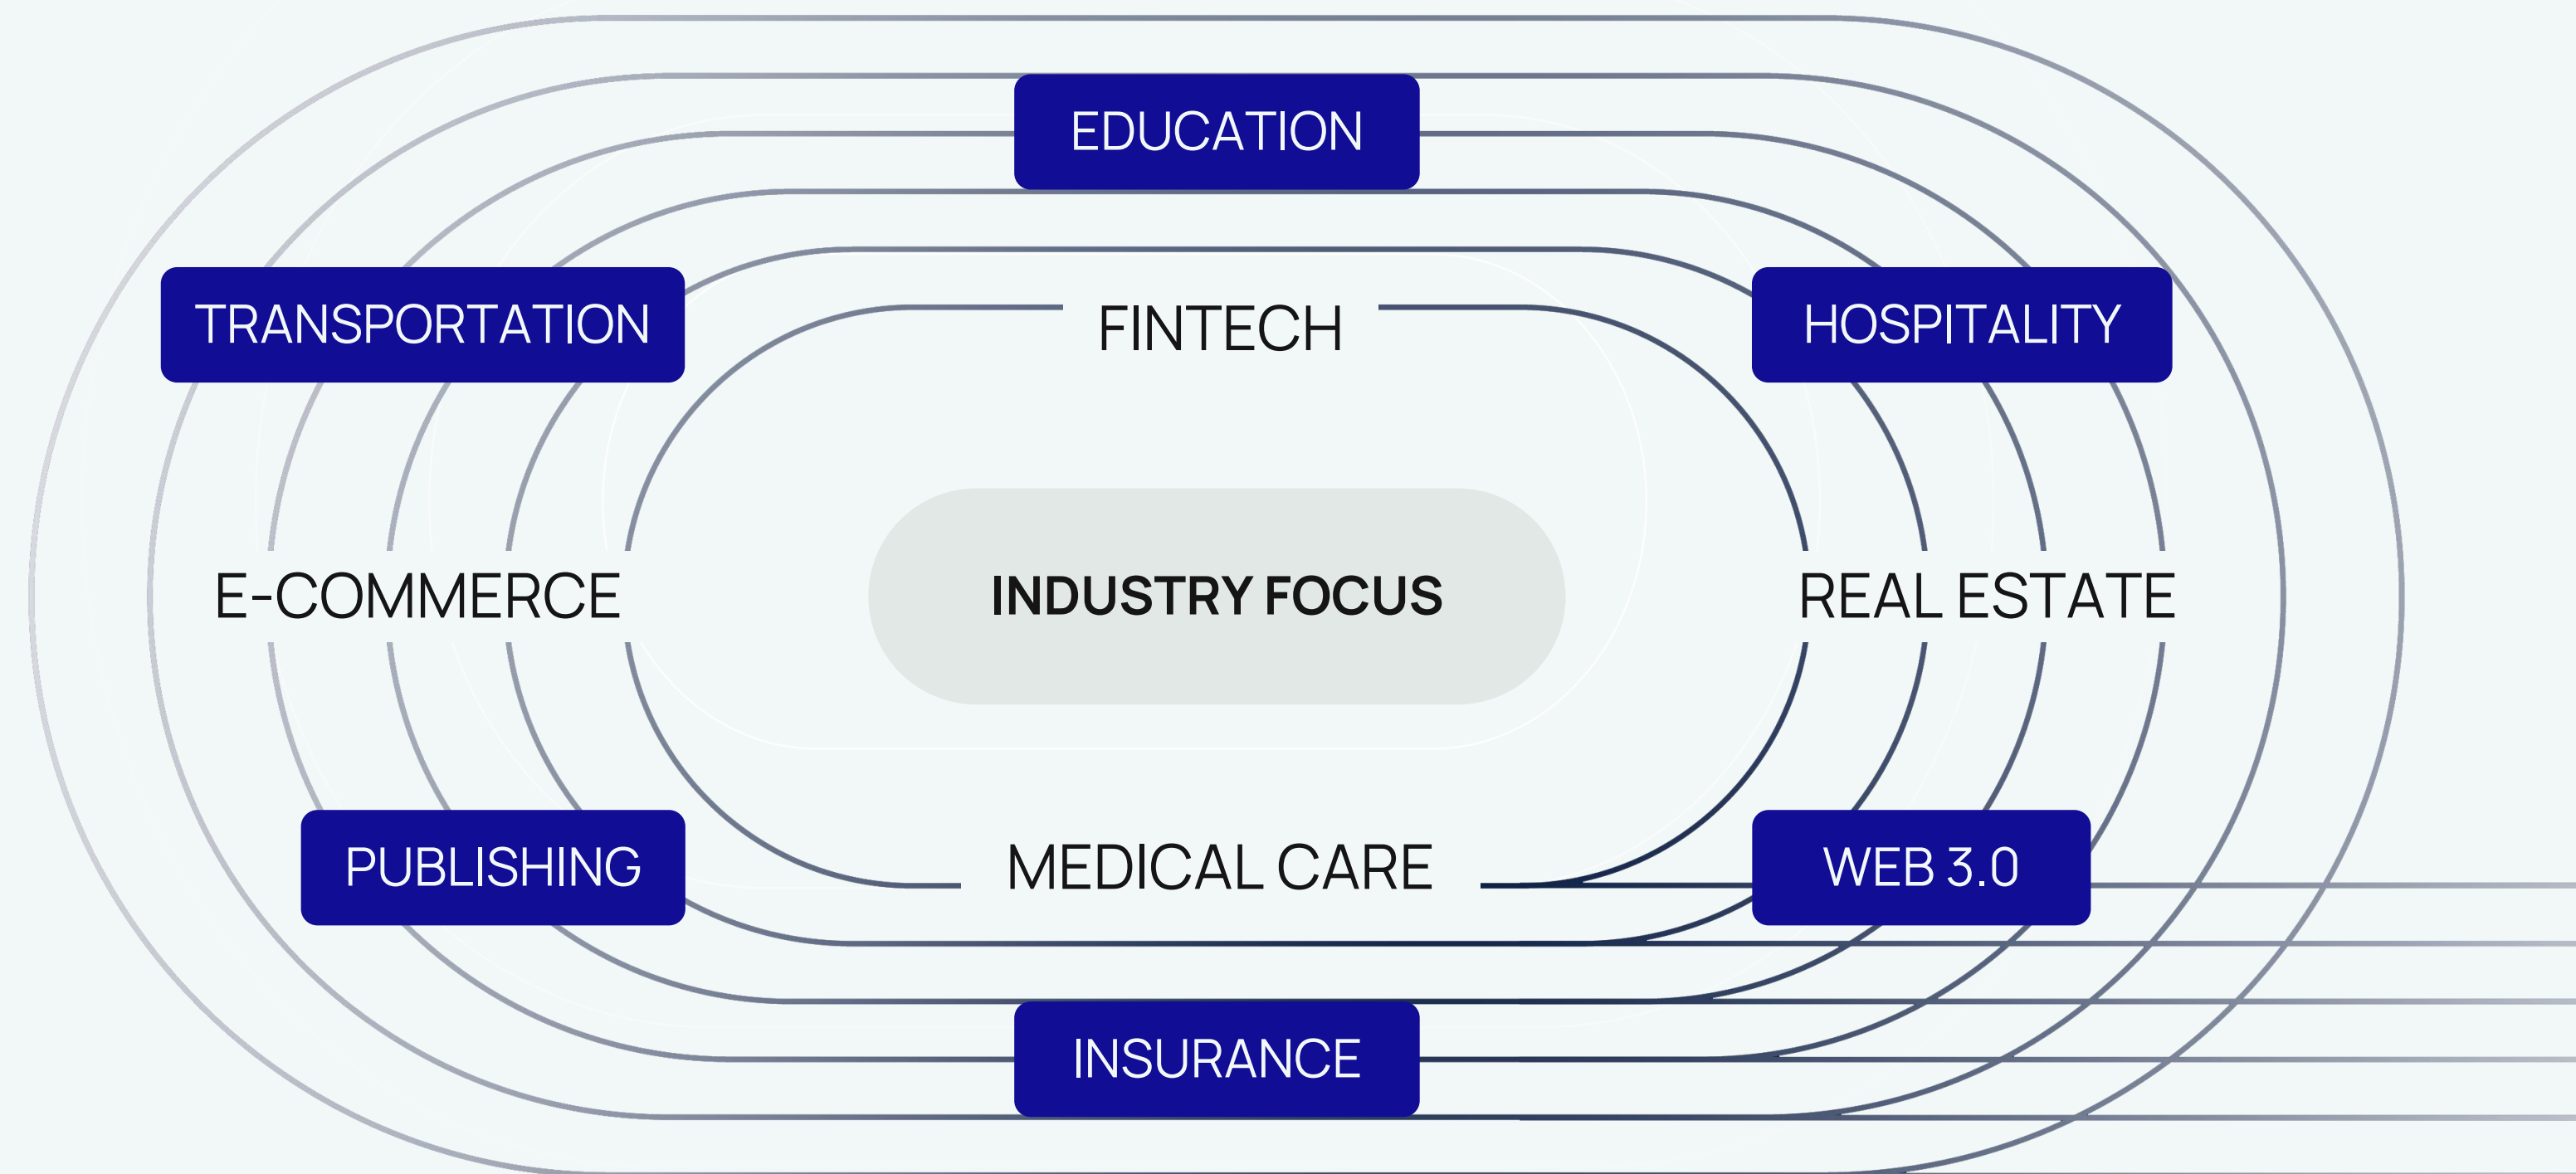 EDUCATION
TRANSPORTATION
FINTECH
HOSPITALITY
E-COMMERCE
INDUSTRY FOCUS
REAL ESTATE
PUBLISHING
MEDICAL CARE
WEB 3.0
INSURANCE